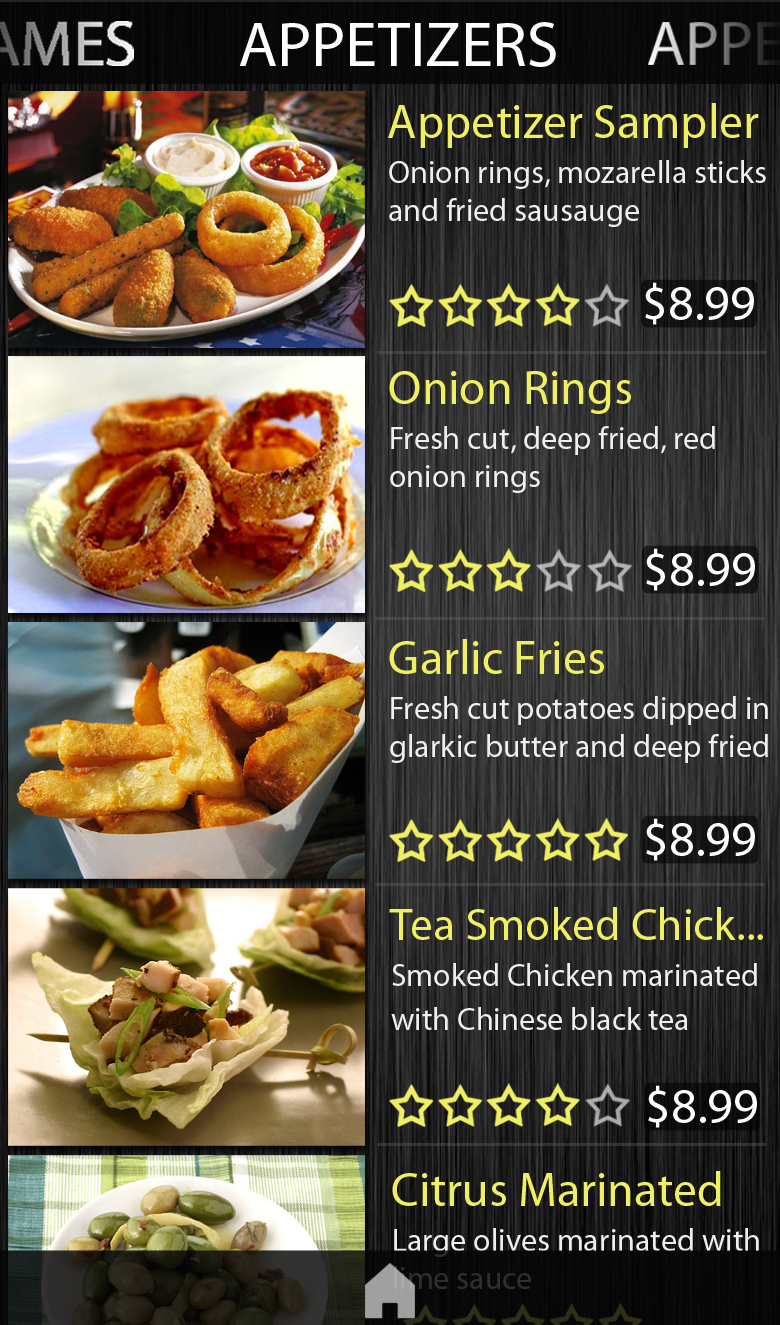 AMES APPETIZERS APPE
Appetizer Sampler
Onion rings, mozarella sticks
and fried sausauge
$8.99
Onion Rings
Fresh cut, deep fried, red
onion rings
$8.99
Garlic Fries
Fresh cut potatoes dipped in
glarkic butter and deep fried
$8.99
Tea Smoked Chick...
Smoked Chicken marinated
with Chinese black tea
$8.99
Citrus Marinated
Large olives marinated with
lime sauce